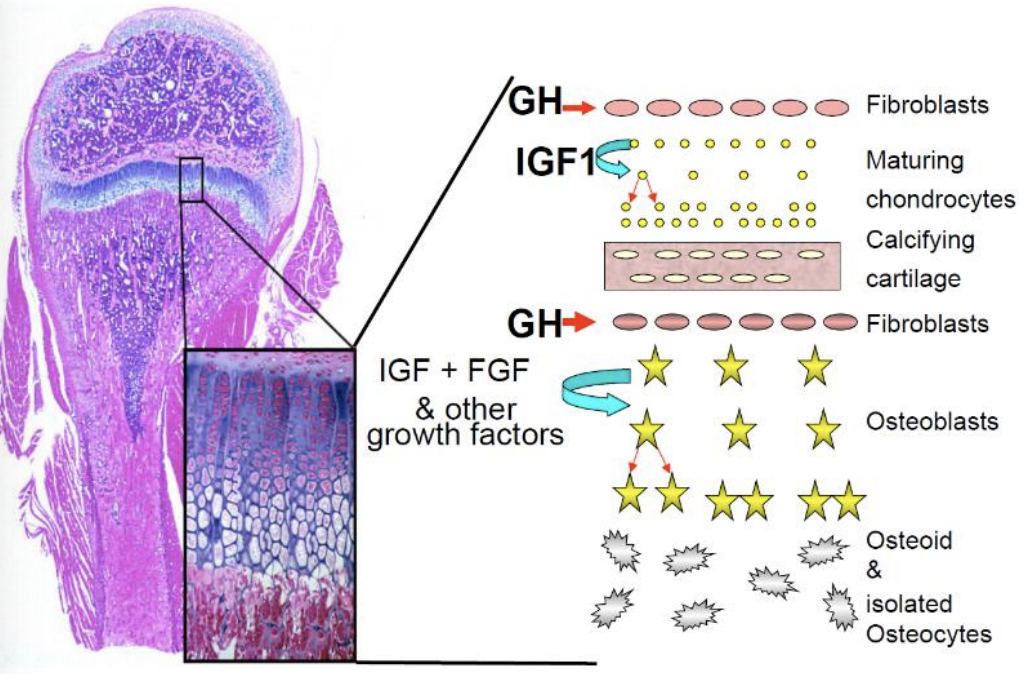 GH
Fibroblasts
IGF1
Maturing
chondrocytes
Calcifying
cartilage
GH
Fibroblasts
IGF + FGF
& other
growth factors
Osteoblasts
Osteoid
&
isolated
Osteocytes